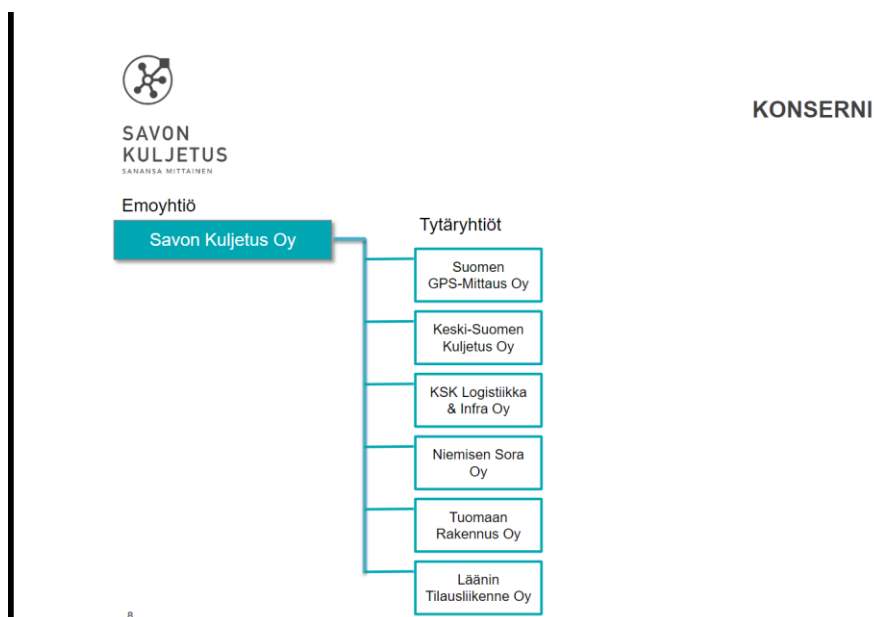 KONSERNI
SAVON
KULJETUS
SANANSA MITTAINEN
Emoyhtiö
Savon Kuljetus Oy
Tytäryhtiöt
Suomen
GPS-Mittaus Oy
Keski-Suomen
Kuljetus Oy
KSK Logistiikka
& Infra Oy
Niemisen Sora
Oy
Tuomaan
Rakennus Oy
Läänin
Tilausliikenne Oy
8